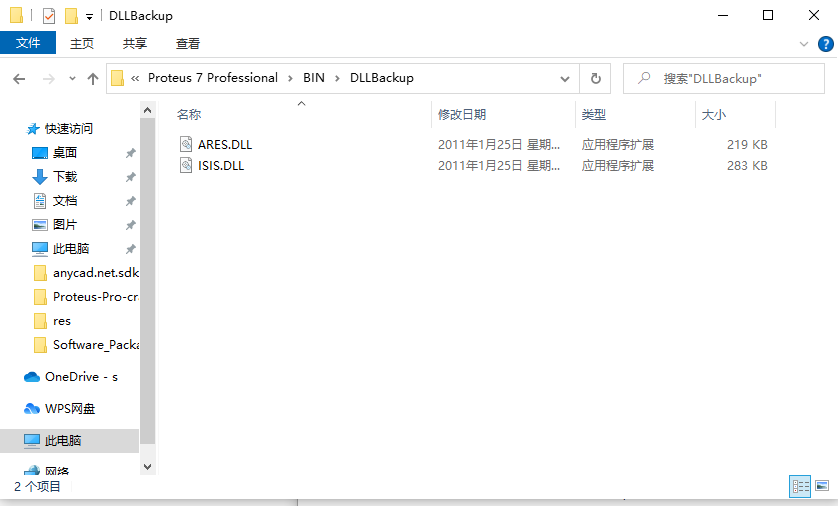 DLLBackup
文件 主页 共享 查看
« Proteus 7 Professional › BIN › DLLBackup
搜索"DLLBackup"
名称 修改日期 类型 大小
ARES.DLL 2011年1月25日 星期... 应用程序扩展 219 KB
ISIS.DLL 2011年1月25日 星期... 应用程序扩展 283 KB
快速访问
桌面
下载
文档
图片
此电脑
anycad.net.sdk
Proteus-Pro-cr
res
Software_Packa
OneDrive - s
WPS网盘
此电脑
网络
2 个项目